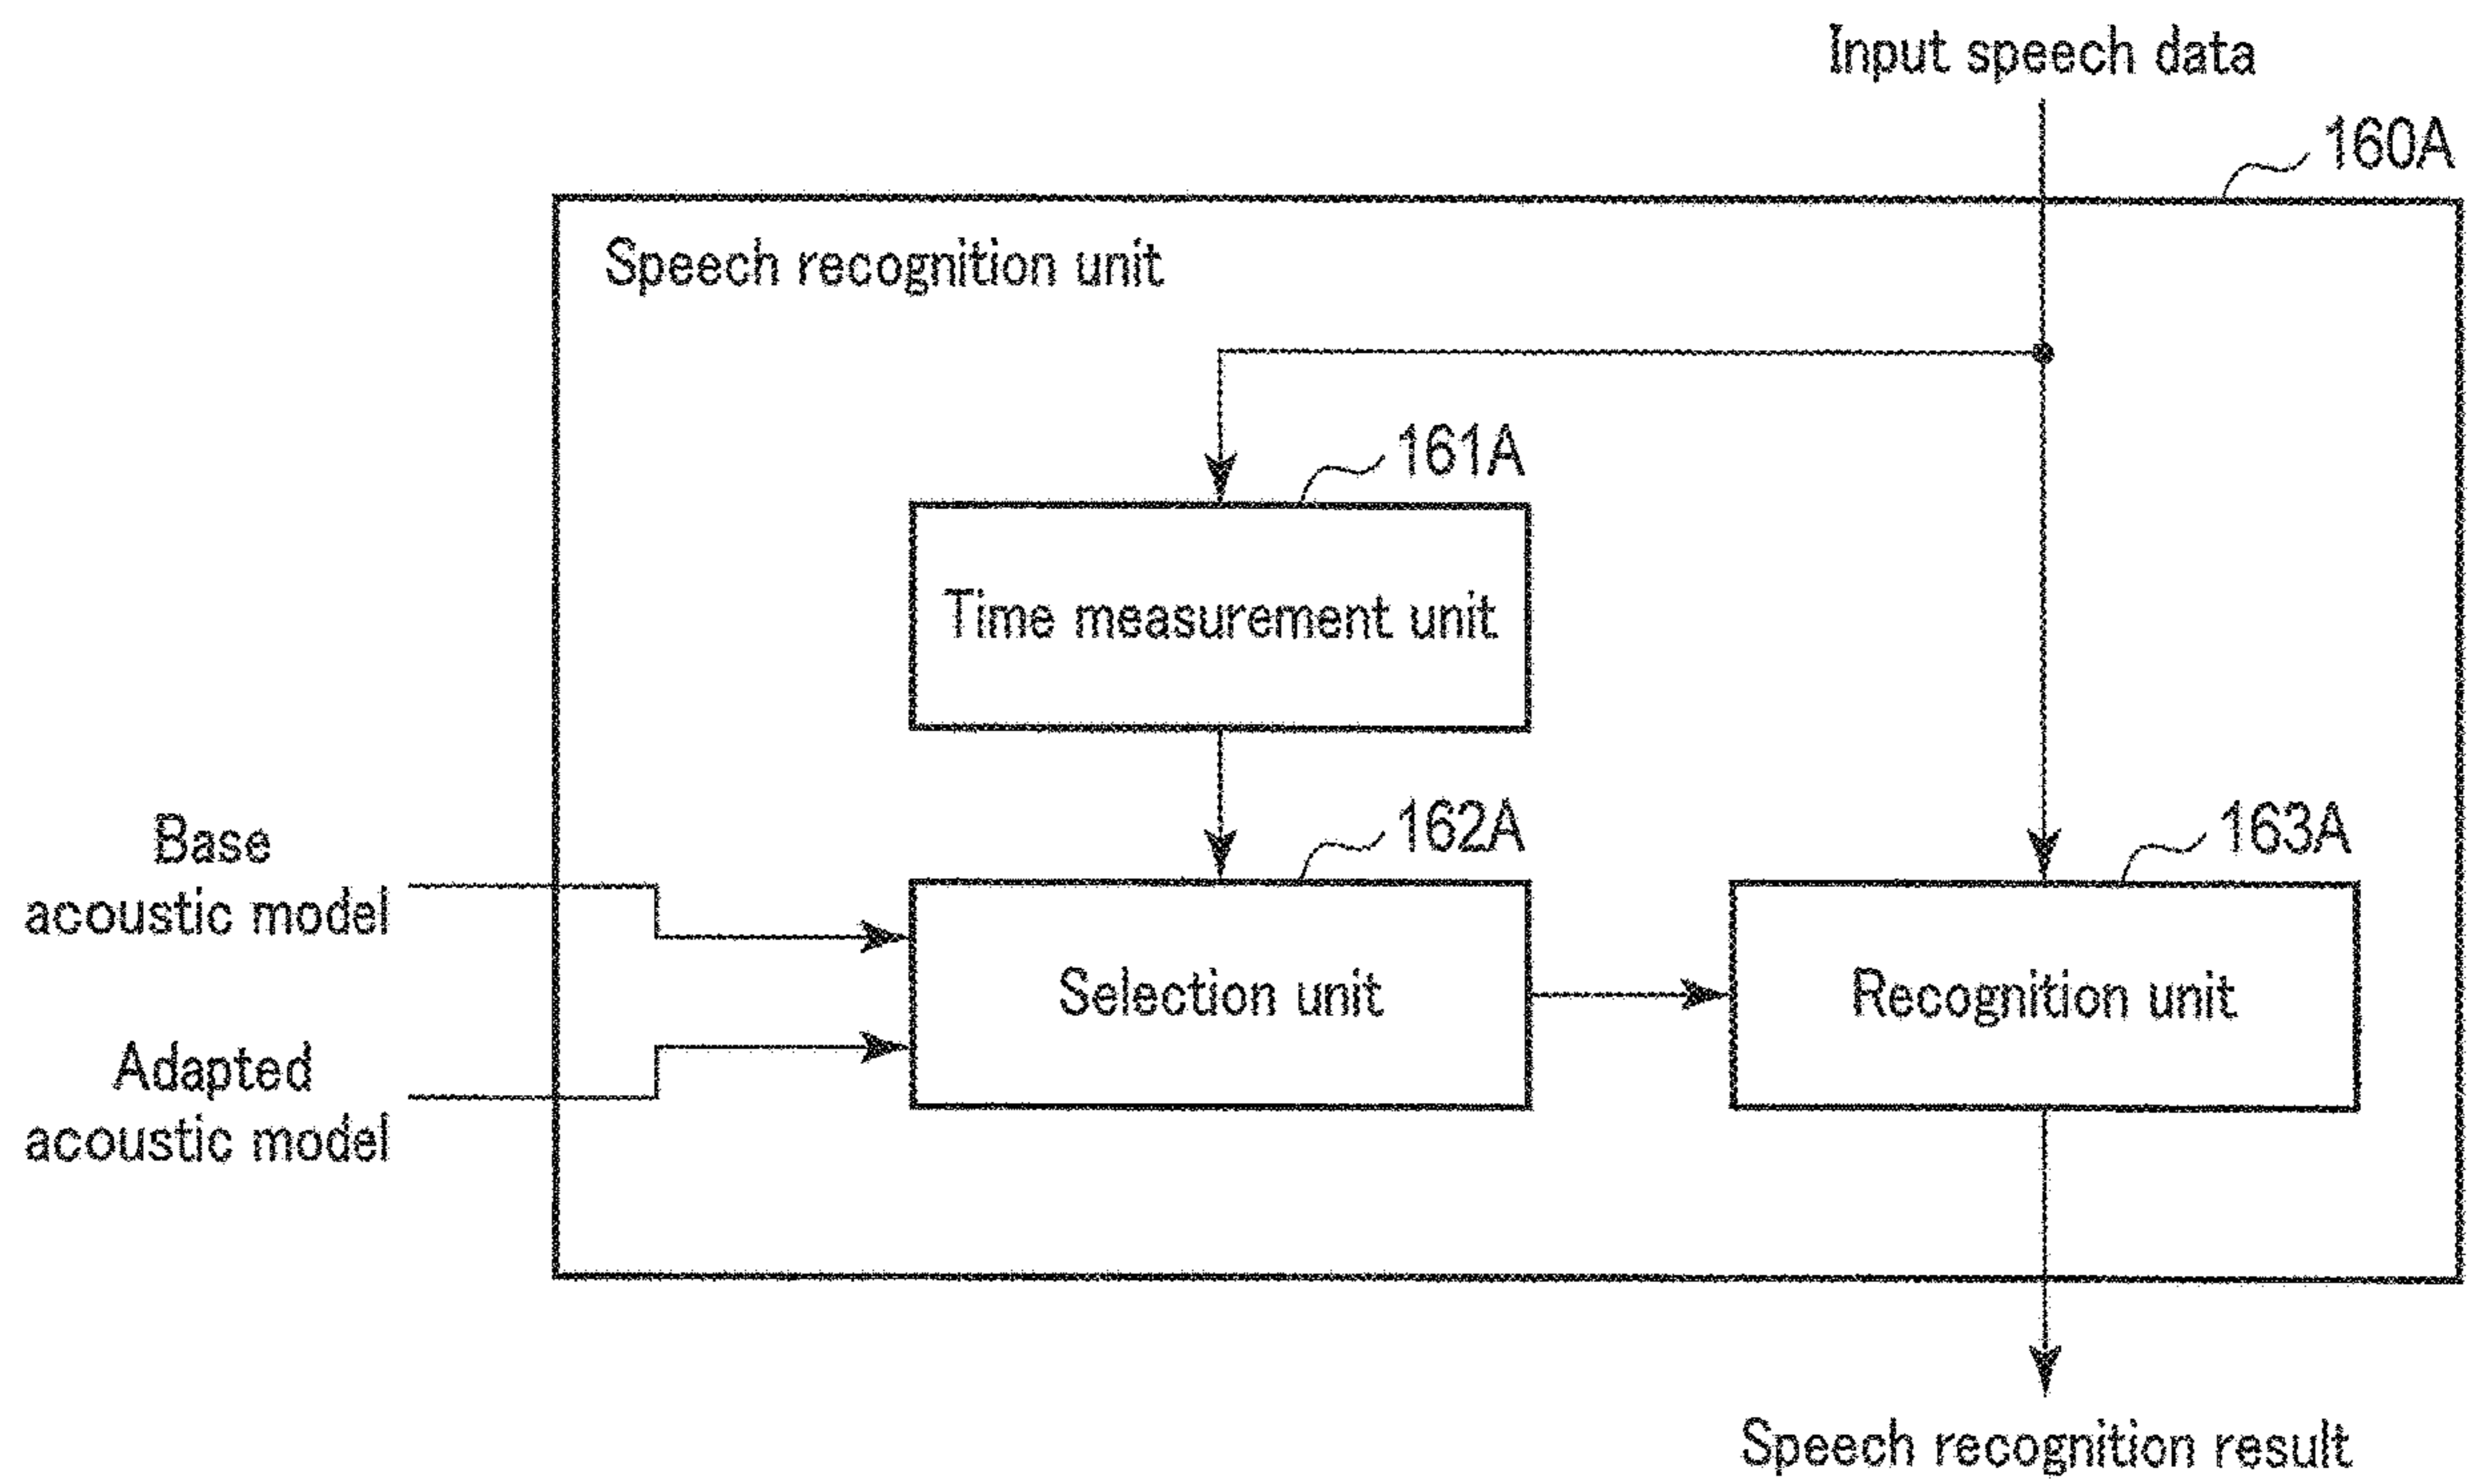 Input speech data
160A
Speech recognition unit
161A
Time measurement unit
162A
163A
Base
acoustic model
Selection unit
Recognition unit
Adapted
acoustic model
Speech recognition result